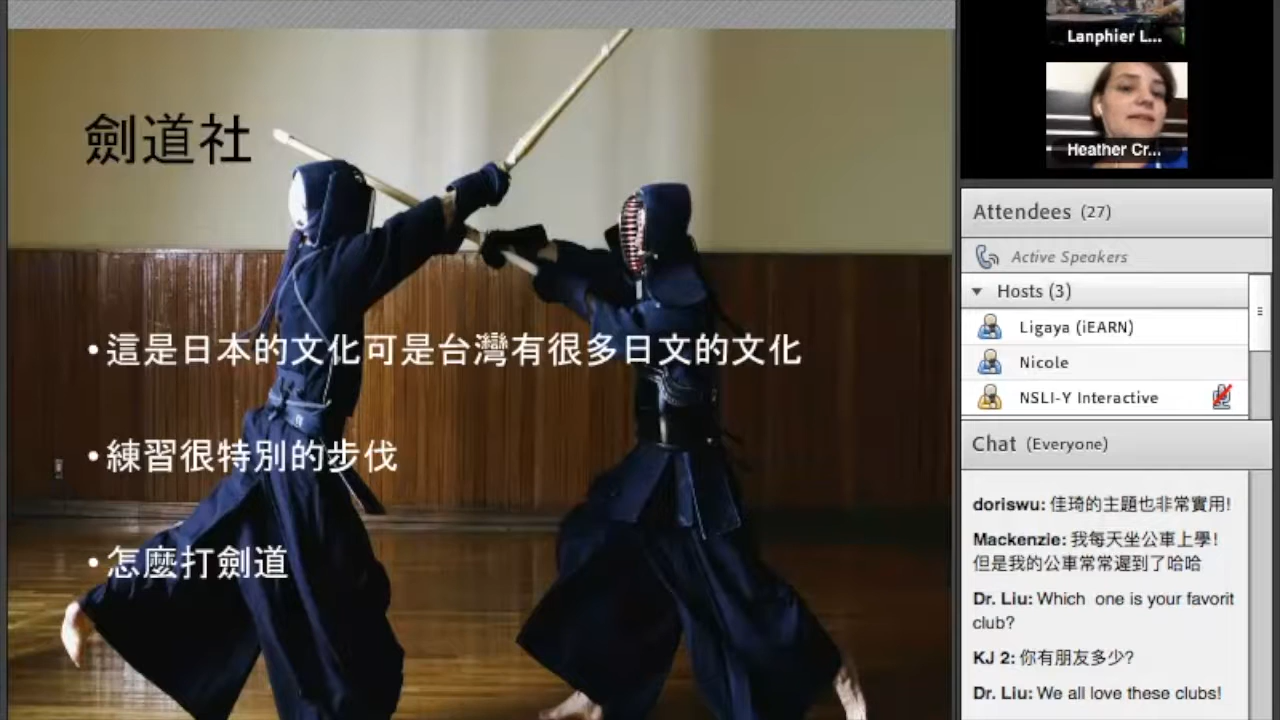 劍道社
•這是日本的文化可是台灣有很多日文的文化
•練習很特別的步伐
•怎麼打劍道
Lanphier L...
Heather Cr...
Attendees (27)
Active Speakers
Hosts (3)
Ligaya (iEARN)
Nicole
NSLI-Y Interactive
Chat (Everyone)
doriswu: 佳琦的主題也非常實用!
Mackenzie: 我每天坐公車上學!
但是我的公車常常遲到了哈哈
Dr. Liu: Which one is your favorit
club?
KJ 2: 你有朋友多少?
Dr. Liu: We all love these clubs!